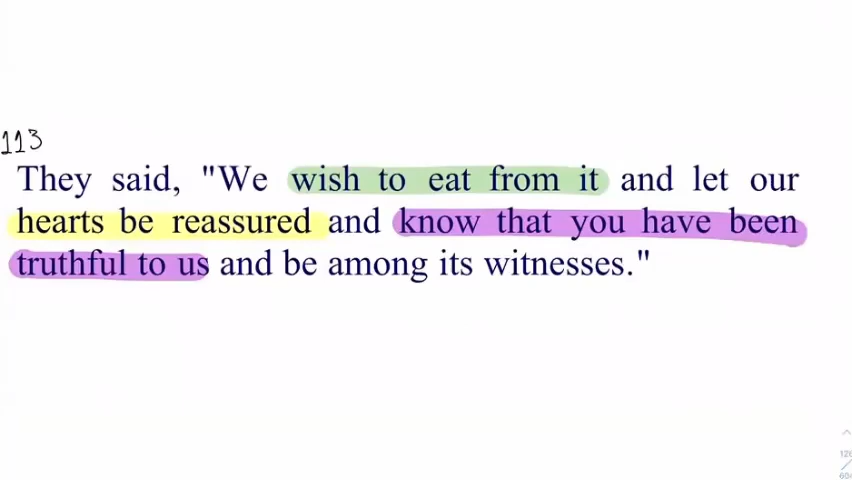 113
They said, "We wish to eat from it and let our
hearts be reassured and know that you have been
truthful to us and be among its witnesses."